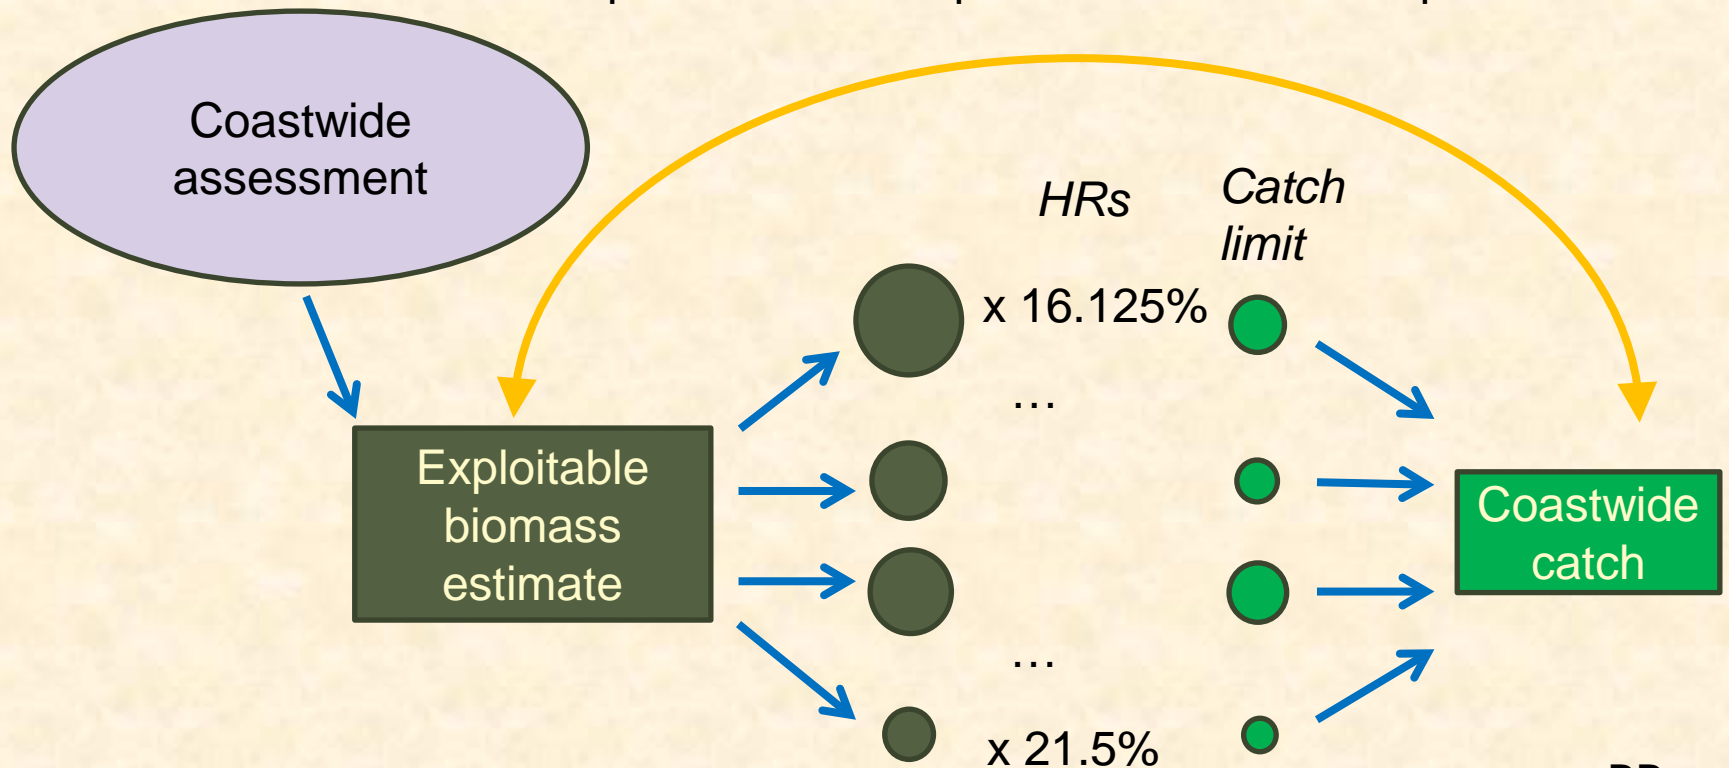 Coastwide
assessment
HRs
Catch
limit
x 16.125%
…
Exploitable
biomass
estimate
Coastwide
catch
…
x 21.5%